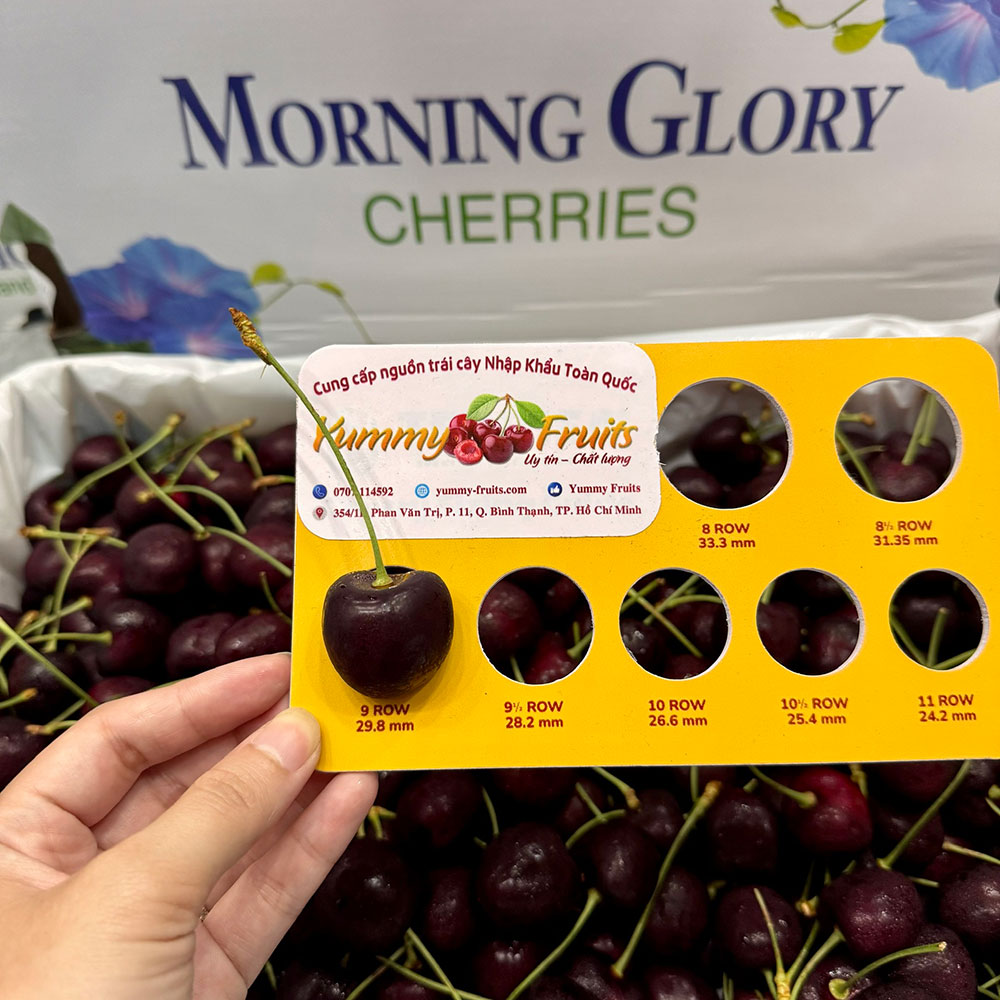 MORNING GLORY
CHERRIES
Cung cấp nguồn trái cây Nhập Khẩu Toàn Quốc
Yummy Fruits
Uy tín – Chất lượng
yummy-fruits.com Yummy Fruits
Phan Văn Trị, P. 11, Q. Bình Thạnh, TP. Hồ Chí Minh
8 ROW
33.3 mm
8½ ROW
31.35 mm
9 ROW
29.8 mm
9½ ROW
28.2 mm
10 ROW
26.6 mm
10½ ROW
25.4 mm
11 ROW
24.2 mm